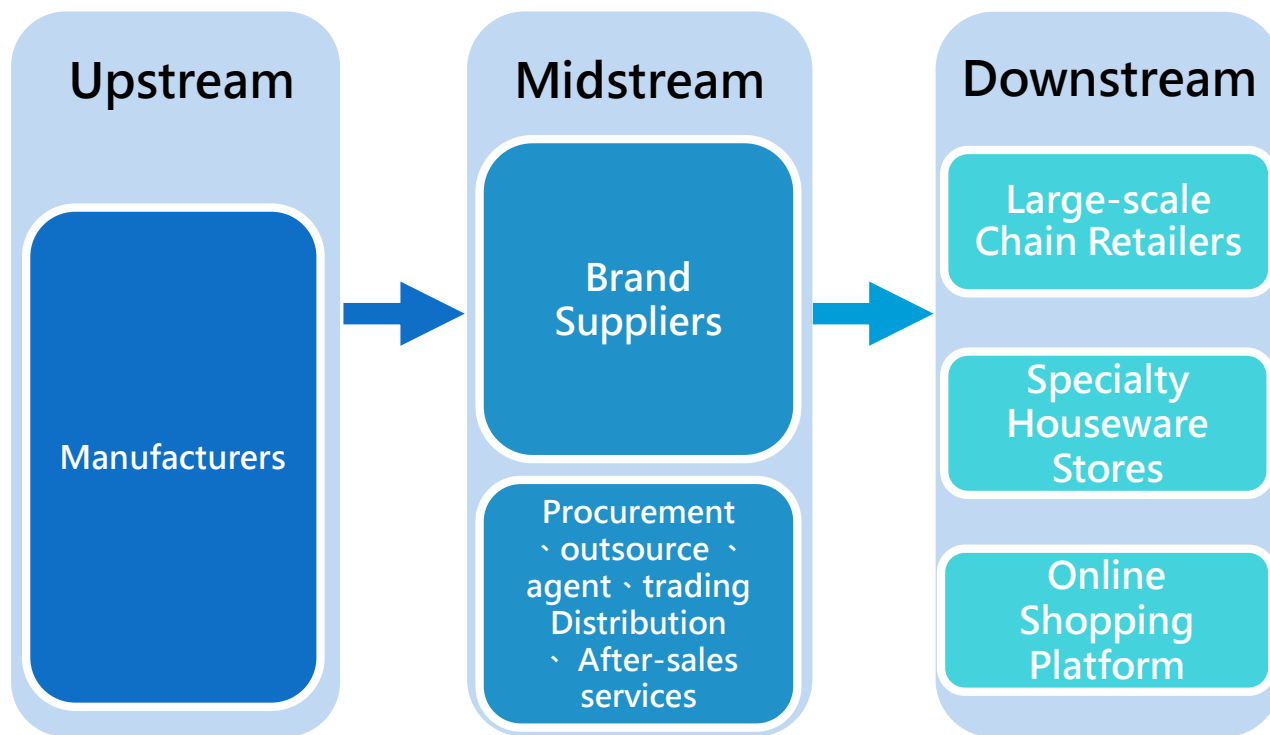 Upstream
Manufacturers
Midstream
Brand
Suppliers
Procurement
、outsource 、
agent、trading
Distribution
、 After-sales
services
Downstream
Large-scale
Chain Retailers
Specialty
Houseware
Stores
Online
Shopping
Platform